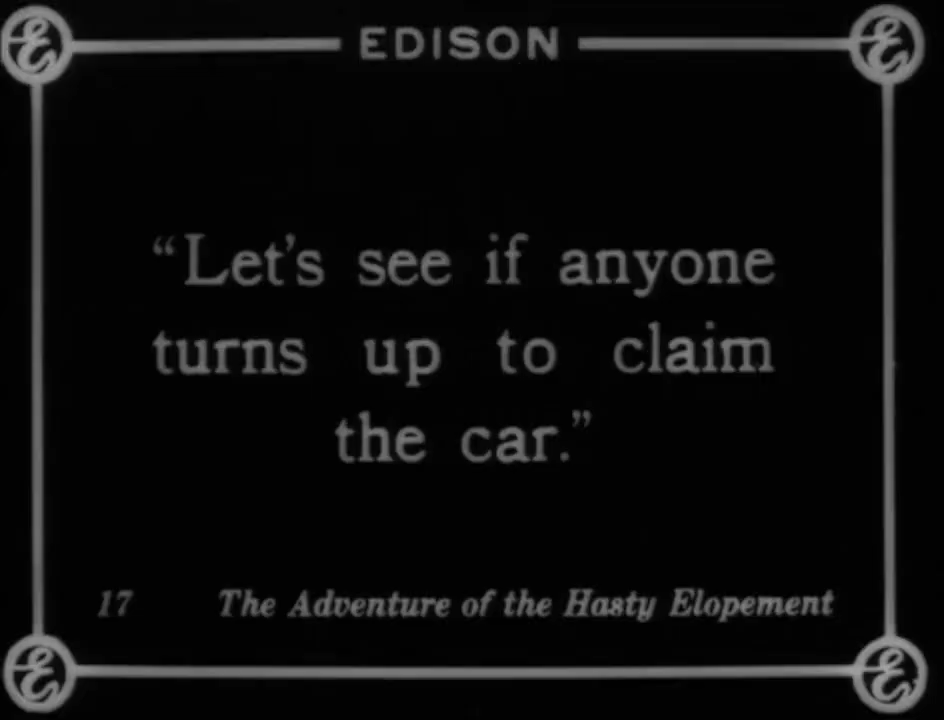 EDISON
“Let’s see if anyone
turns up to claim
the car.”
17 The Adventure of the Hasty Elopement